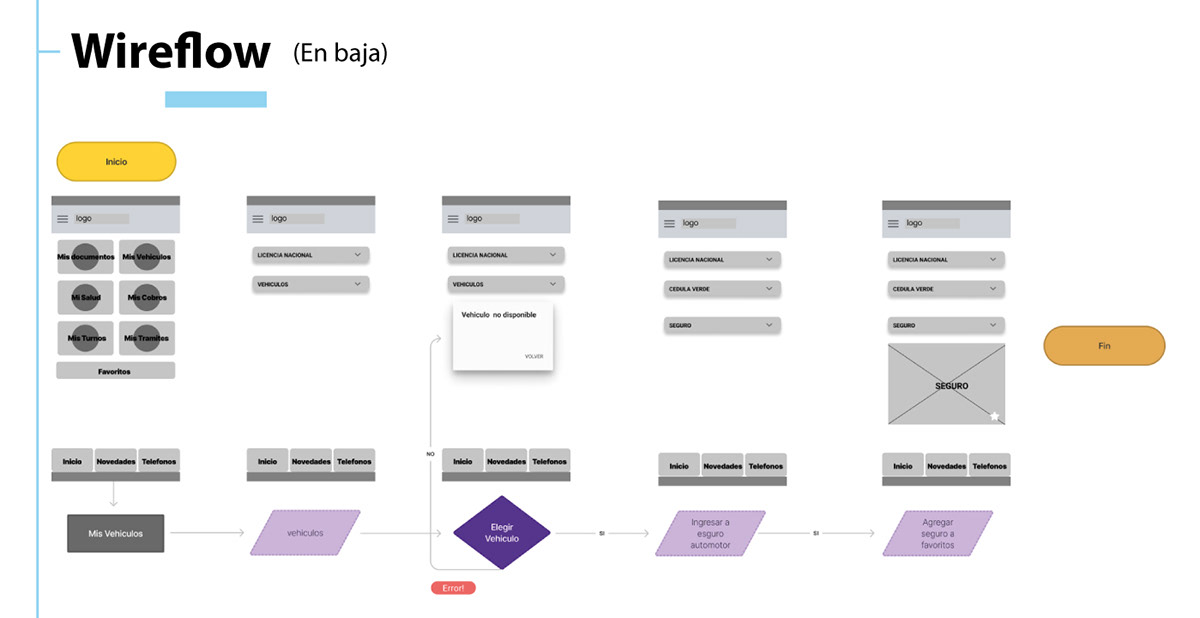 Wireflow (En baja)
Inicio
logo
Mis documentos
Mis Vehiculos
Mi Salud
Mis Cobros
Mis Turnos
Mis Tramites
Favoritos
Inicio Novedades Telefonos
logo
LICENCIA NACIONAL
VEHICULOS
Inicio Novedades Telefonos
logo
LICENCIA NACIONAL
VEHICULOS
Vehiculo no disponible
VOLVER
NO
Inicio Novedades Telefonos
logo
LICENCIA NACIONAL
CEDULA VERDE
SEGURO
Inicio Novedades Telefonos
logo
LICENCIA NACIONAL
CEDULA VERDE
SEGURO
SEGURO
Inicio Novedades Telefonos
Fin
Mis Vehiculos
vehiculos
Elegir
Vehiculo
Error!
SI
Ingresar a
esguro
automotor
SI
Agregar
seguro a
favoritos